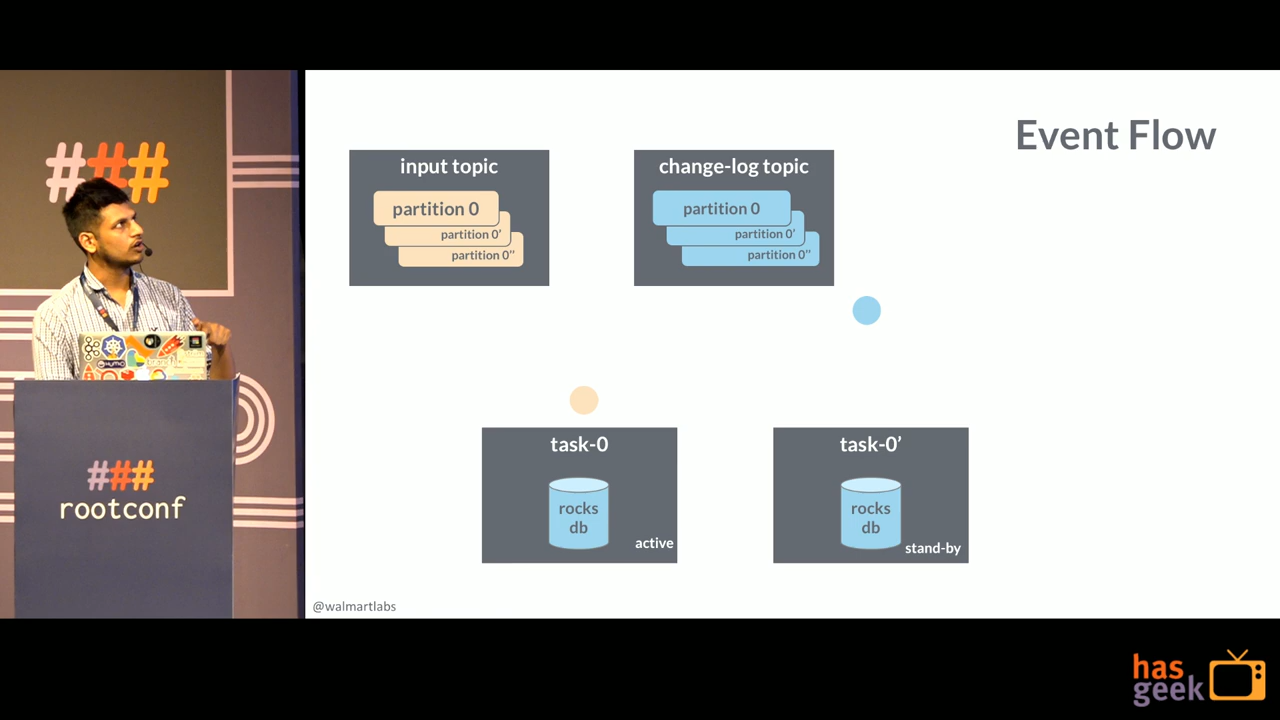 ###
###
rootconf
HUMIO
Event Flow
input topic
partition 0
partition 0'
partition 0''
change-log topic
partition 0
partition 0'
partition 0''
task-0
rocks
db
active
task-0’
rocks
db
stand-by
@walmartlabs
has
geek